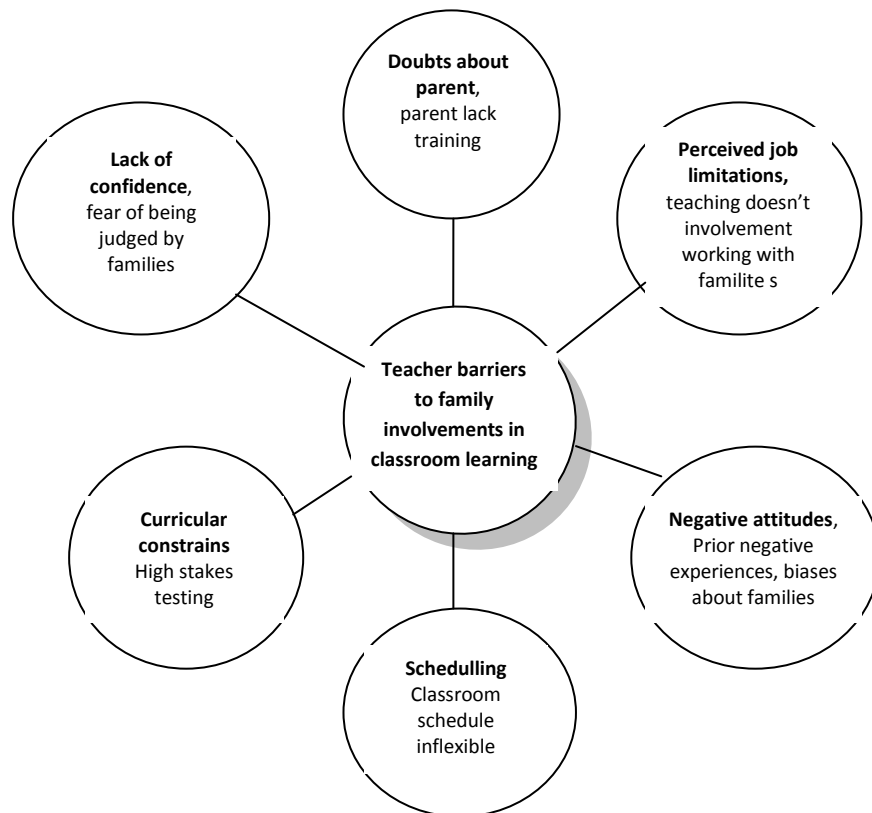 Doubts about
parent,
parent lack
training
Perceived job
limitations,
teaching doesn’t
involvement
working with
familite s
Negative attitudes,
Prior negative
experiences, biases
about families
Schedulling
Classroom
schedule
inflexible
Curricular
constrains
High stakes
testing
Lack of
confidence,
fear of being
judged by
families
Teacher barriers
to family
involvements in
classroom learning